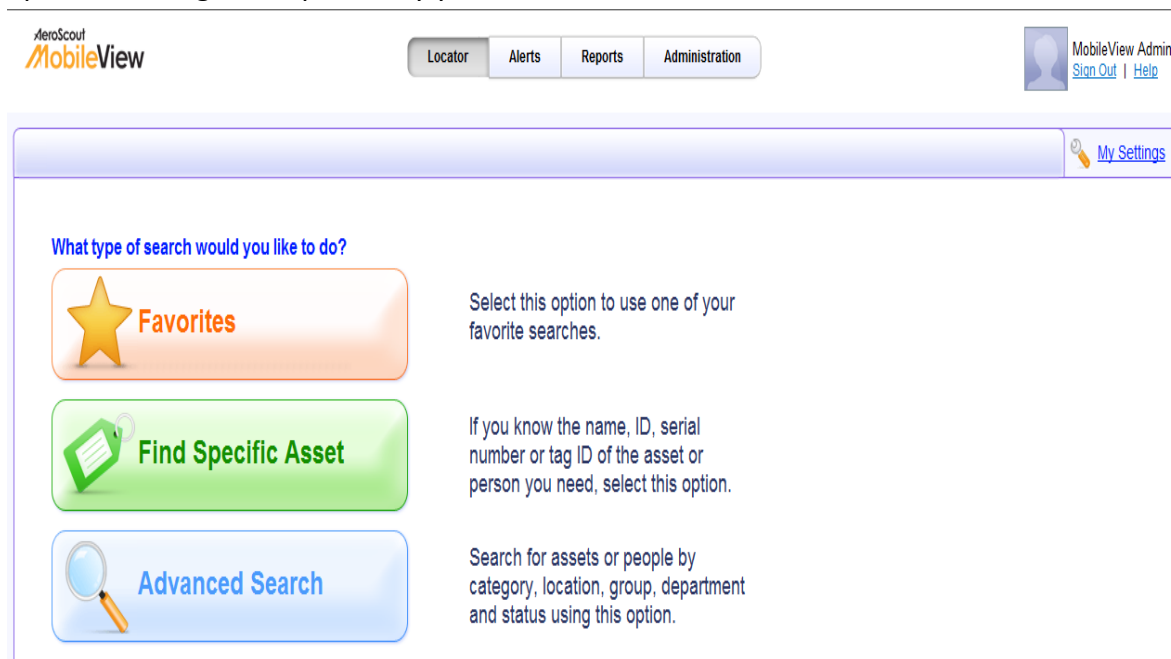 AeroScout
MobileView
Locator Alerts Reports Administration
MobileView Admin
Sign Out | Help
My Settings
What type of search would you like to do?
Favorites
Select this option to use one of your
favorite searches.
Find Specific Asset
If you know the name, ID, serial
number or tag ID of the asset or
person you need, select this option.
Advanced Search
Search for assets or people by
category, location, group, department
and status using this option.